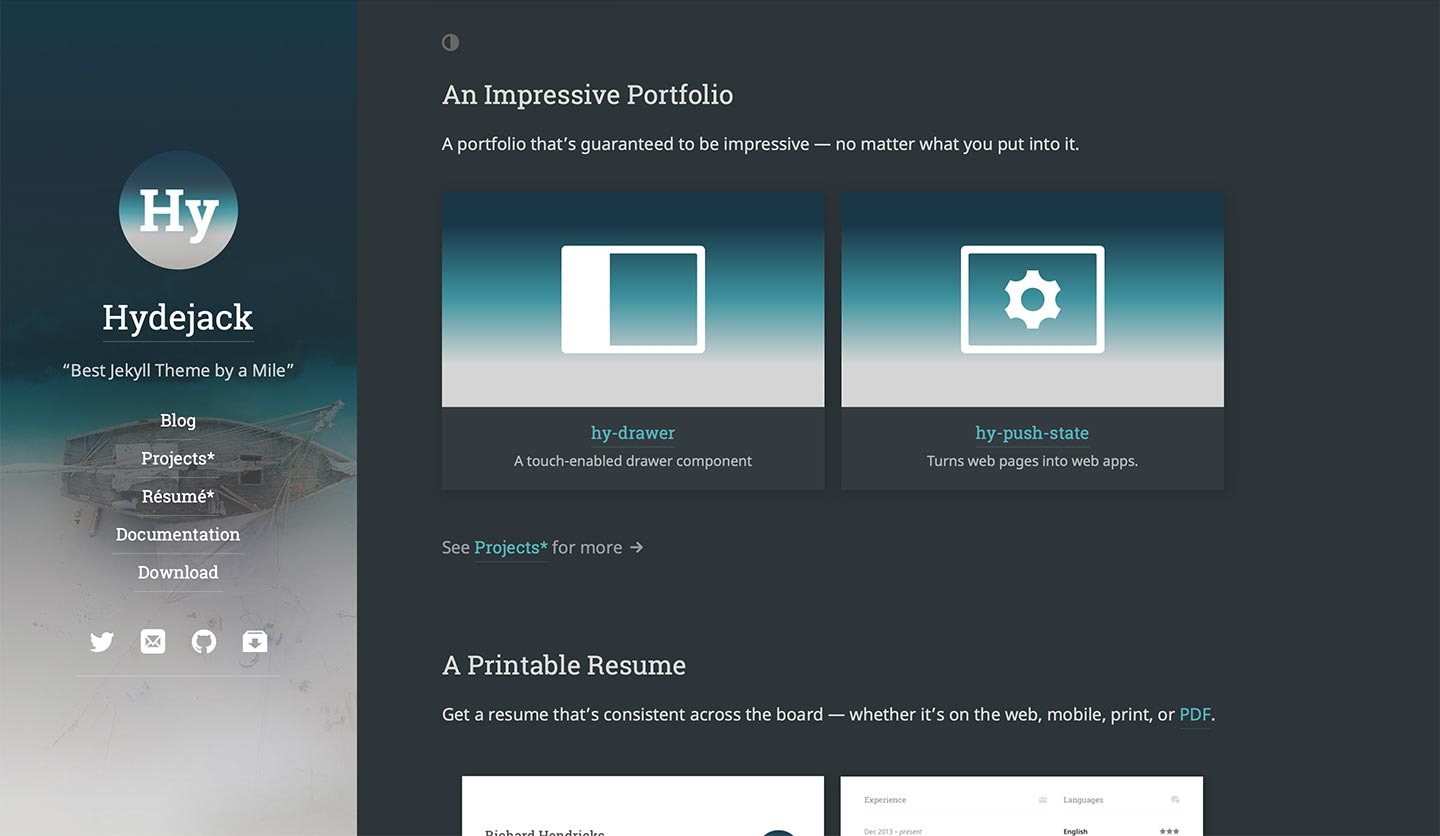 Hy
Hydejack
“Best Jekyll Theme by a Mile”
Blog
Projects*
Résumé*
Documentation
Download
An Impressive Portfolio
A portfolio that’s guaranteed to be impressive — no matter what you put into it.
hy-drawer
A touch-enabled drawer component
hy-push-state
Turns web pages into web apps.
See Projects* for more →
A Printable Resume
Get a resume that’s consistent across the board — whether it’s on the web, mobile, print, or PDF.
Richard Hendricks
Experience
Languages
Dec 2013 – present
English